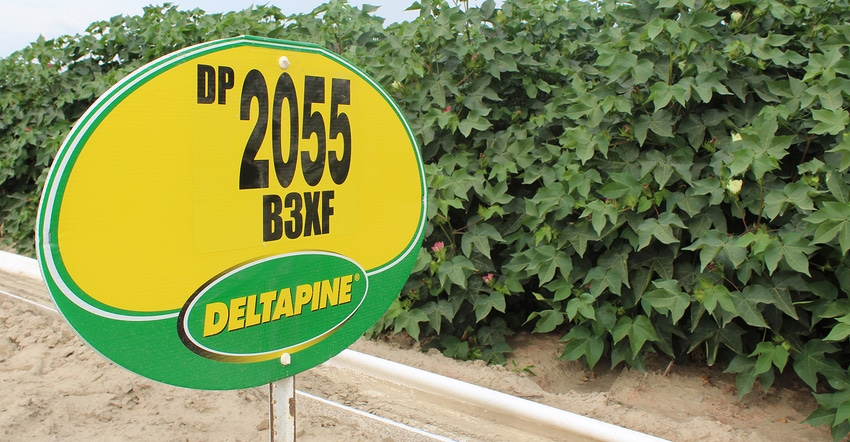 DP 2055
B3XF
DELTAPINE®